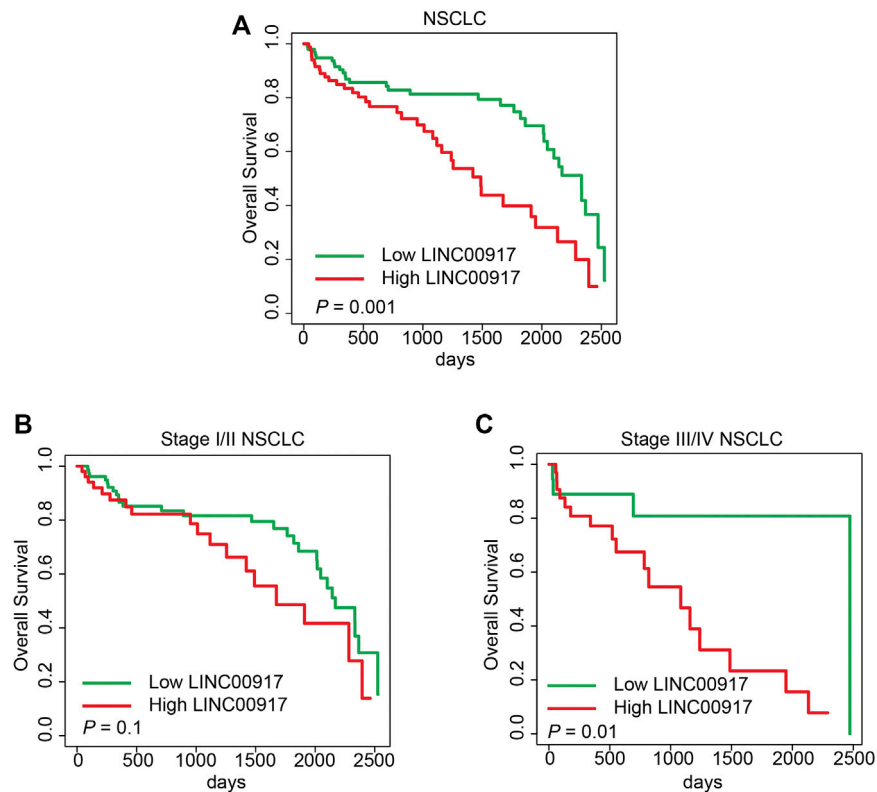 A
NSCLC
Overall Survival
1.0
0.8
0.6
0.4
0.2
0.0
Low LINC00917
High LINC00917
P = 0.001
0 500 1000 1500 2000 2500
days
B
Stage I/II NSCLC
Overall Survival
1.0
0.8
0.6
0.4
0.2
0.0
Low LINC00917
High LINC00917
P = 0.1
0 500 1000 1500 2000 2500
days
C
Stage III/IV NSCLC
Overall Survival
1.0
0.8
0.6
0.4
0.2
0.0
Low LINC00917
High LINC00917
P = 0.01
0 500 1000 1500 2000 2500
days